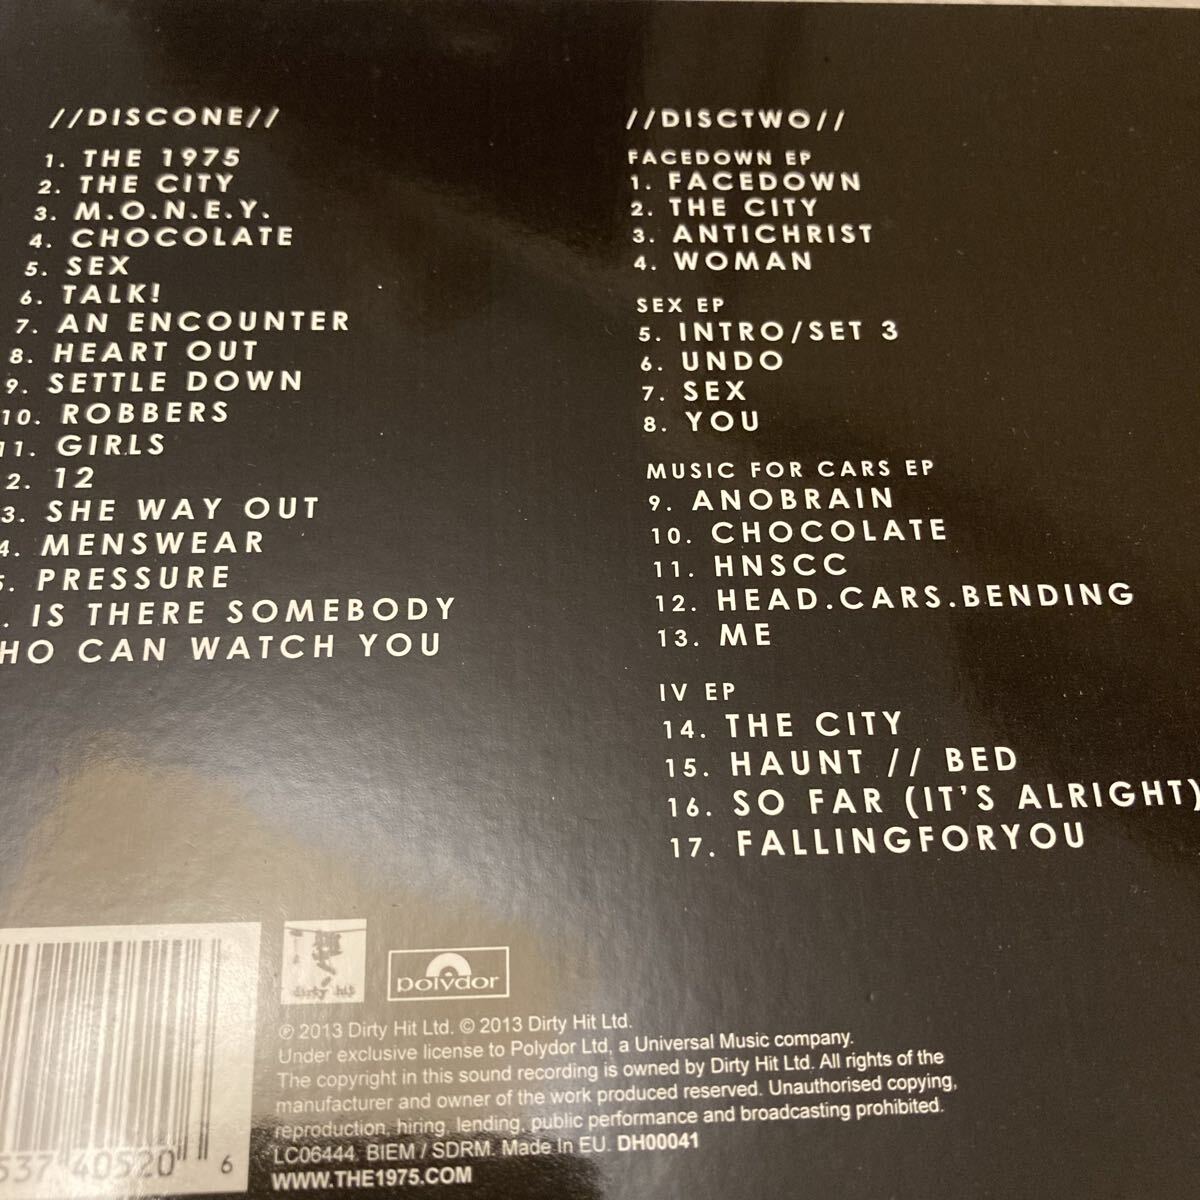 //DISCONE//
1. THE 1975
2. THE CITY
3. M.O.N.E.Y.
4. CHOCOLATE
5. SEX
6. TALK!
7. AN ENCOUNTER
8. HEART OUT
9. SETTLE DOWN
10. ROBBERS
11. GIRLS
2. 12
3. SHE WAY OUT
4. MENSWEAR
5. PRESSURE
. IS THERE SOMEBODY
HO CAN WATCH YOU
//DISCTWO//
FACEDOWN EP
1. FACEDOWN
2. THE CITY
3. ANTICHRIST
4. WOMAN
SEX EP
5. INTRO/SET 3
6. UNDO
7. SEX
8. YOU
MUSIC FOR CARS EP
9. ANOBRAIN
10. CHOCOLATE
11. HNSCC
12. HEAD.CARS.BENDING
13. ME
IV EP
14. THE CITY
15. HAUNT // BED
16. SO FAR (IT'S ALRIGHT)
17. FALLINGFORYOU
dirty hit
polydor
℗ 2013 Dirty Hit Ltd. © 2013 Dirty Hit Ltd.
Under exclusive license to Polydor Ltd, a Universal Music company.
The copyright in this sound recording is owned by Dirty Hit Ltd. All rights of the
manufacturer and owner of the work produced reserved. Unauthorised copying,
reproduction, hiring, lending, public performance and broadcasting prohibited.
LC06444. BIEM / SDRM. Made In EU. DH00041
WWW.THE1975.COM
537 40520 6